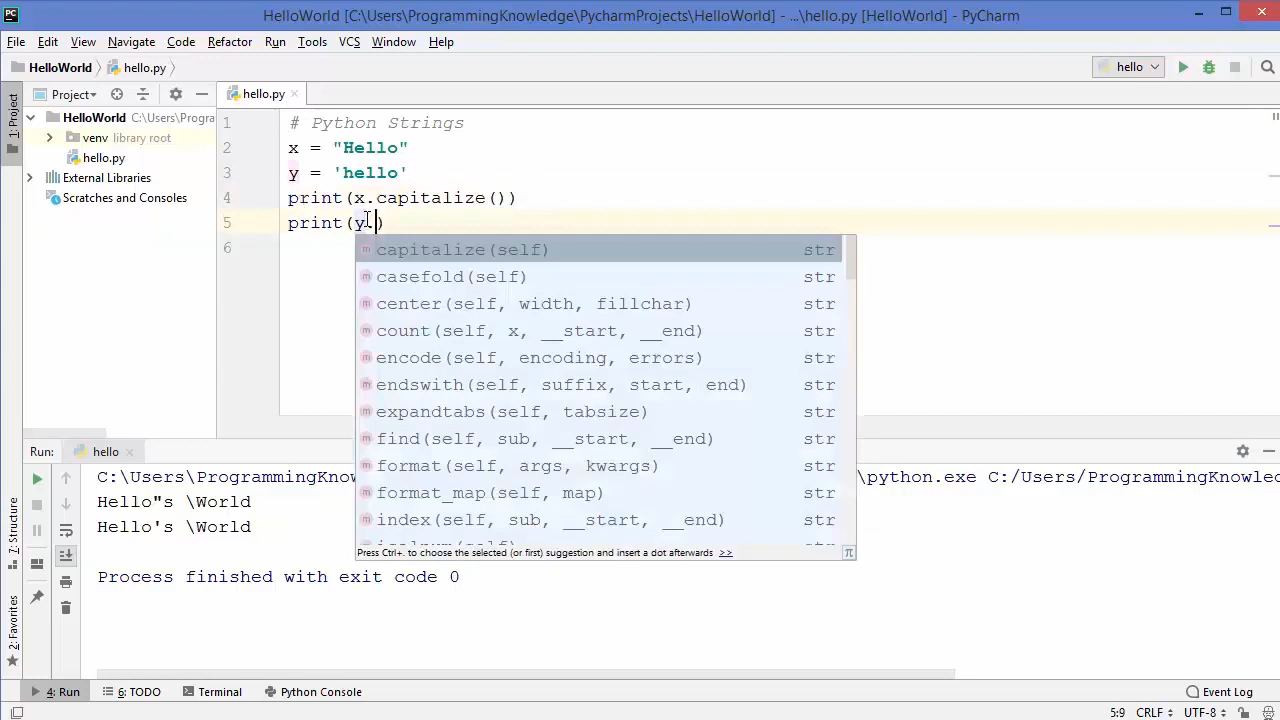 PC HelloWorld [C:\Users\ProgrammingKnowledge\PycharmProjects\HelloWorld] - ...\hello.py [HelloWorld] - PyCharm
File Edit View Navigate Code Refactor Run Tools VCS Window Help
HelloWorld hello.py hello
1: Project
Project
hello.py
HelloWorld C:\Users\Progra
venv library root
hello.py
External Libraries
Scratches and Consoles
1 # Python Strings
2 x = "Hello"
3 y = 'hello'
4 print(x.capitalize())
5 print(y.)
6
capitalize(self) str
casefold(self) str
center(self, width, fillchar) str
count(self, x, __start, __end) str
encode(self, encoding, errors) str
endswith(self, suffix, start, end) str
expandtabs(self, tabsize) str
find(self, sub, __start, __end) str
format(self, args, kwargs) str
format_map(self, map) str
index(self, sub, __start, __end) str
Press Ctrl+. to choose the selected (or first) suggestion and insert a dot afterwards >> π
Run: hello
C:\Users\ProgrammingKnowled \python.exe C:/Users/ProgrammingKnowled
Hello"s \World
Hello's \World
Process finished with exit code 0
Z: Structure
2: Favorites
4: Run 6: TODO Terminal Python Console Event Log
5:9 CRLF UTF-8